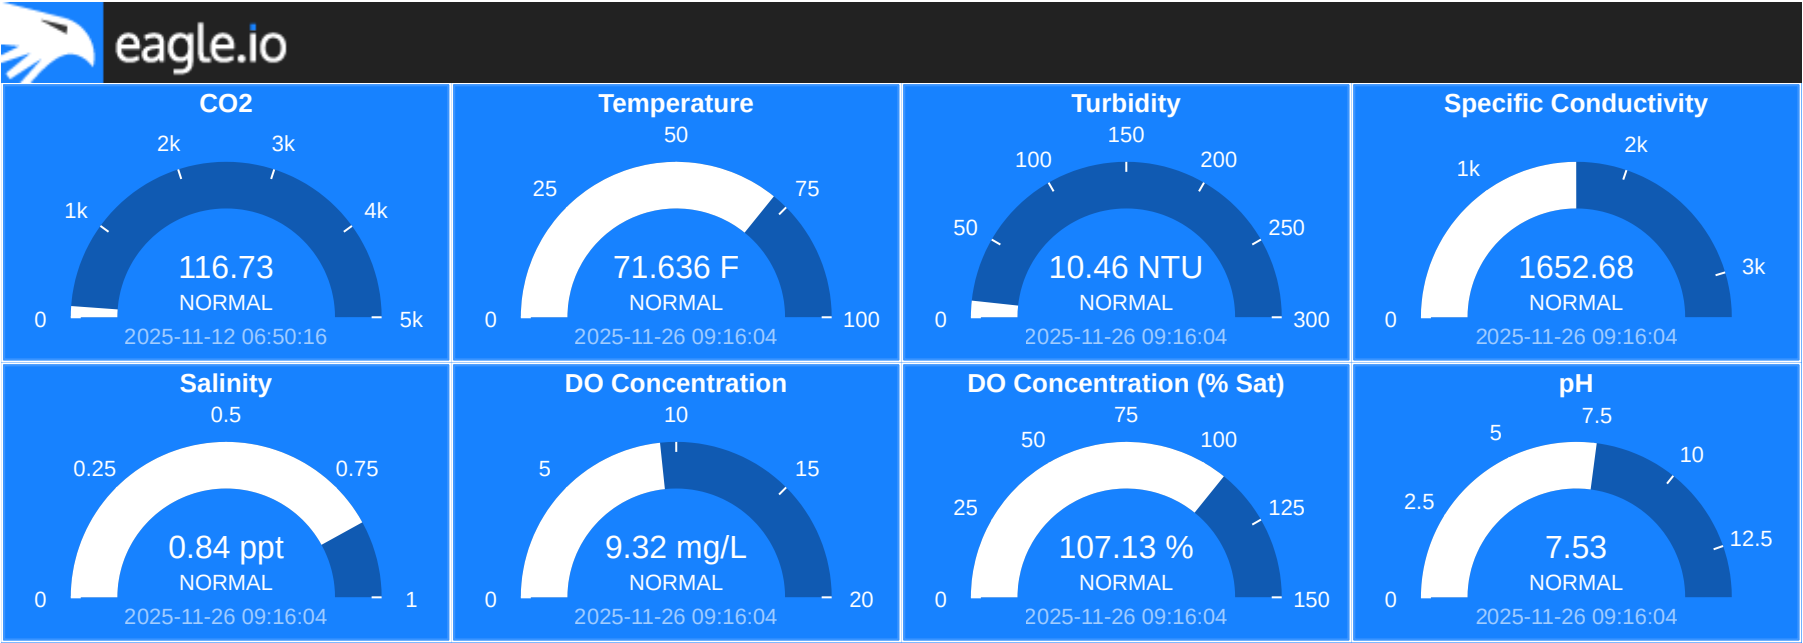 eagle.io
CO2
0
1k
2k
3k
4k
5k
116.73
NORMAL
2025-11-12 06:50:16
Temperature
0
25
50
75
100
71.636 F
NORMAL
2025-11-26 09:16:04
Turbidity
0
50
100
150
200
250
300
10.46 NTU
NORMAL
2025-11-26 09:16:04
Specific Conductivity
0
1k
2k
3k
1652.68
NORMAL
2025-11-26 09:16:04
Salinity
0
0.25
0.5
0.75
1
0.84 ppt
NORMAL
2025-11-26 09:16:04
DO Concentration
0
5
10
15
20
9.32 mg/L
NORMAL
2025-11-26 09:16:04
DO Concentration (% Sat)
0
25
50
75
100
125
150
107.13 %
NORMAL
2025-11-26 09:16:04
pH
0
2.5
5
7.5
10
12.5
7.53
NORMAL
2025-11-26 09:16:04